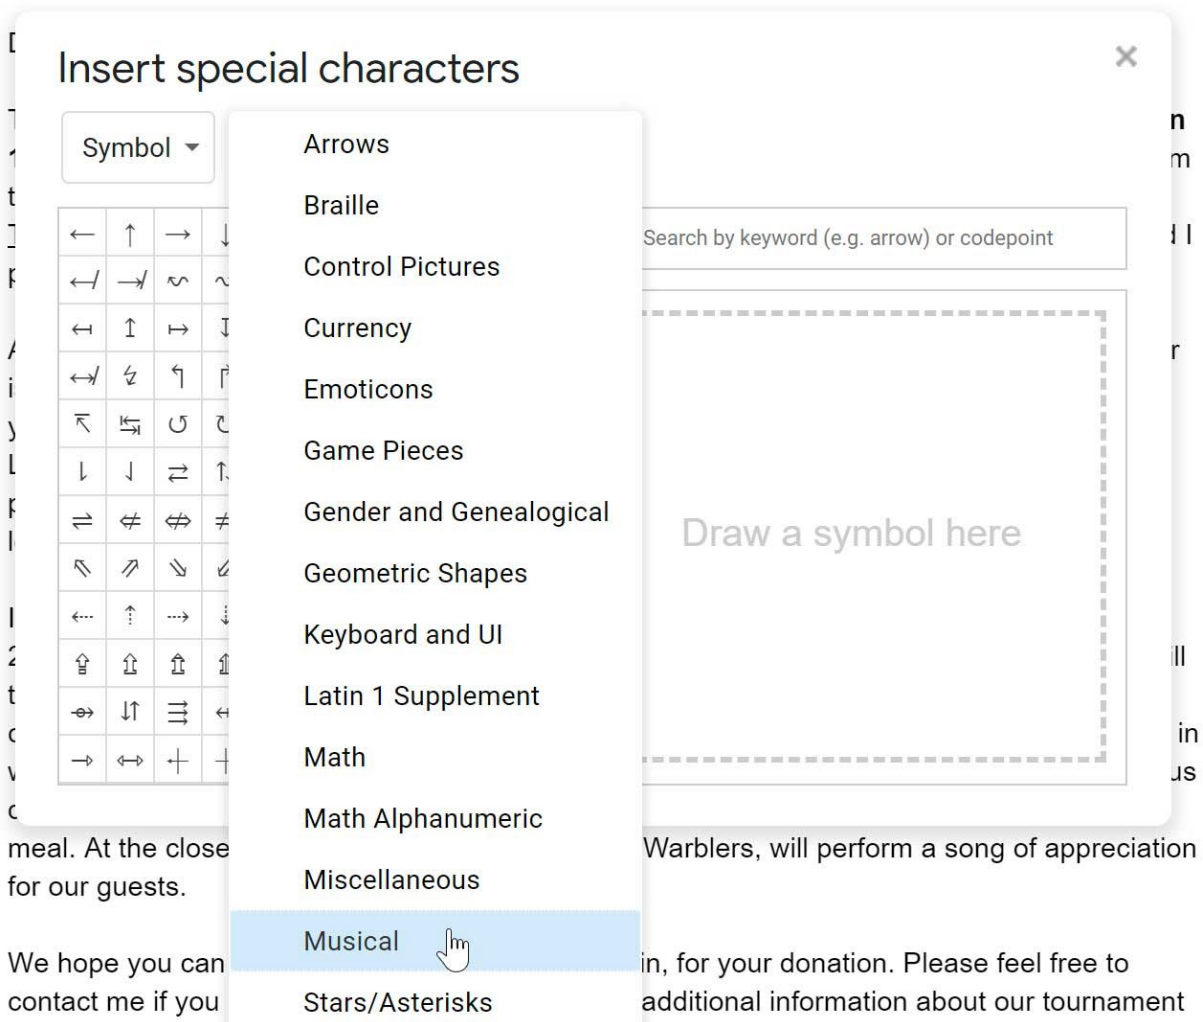 Insert special characters
Symbol
Arrows
Braille
Control Pictures
Currency
Emoticons
Game Pieces
Gender and Genealogical
Geometric Shapes
Keyboard and UI
Latin 1 Supplement
Math
Math Alphanumeric
Miscellaneous
Musical
Stars/Asterisks
Search by keyword (e.g. arrow) or codepoint
Draw a symbol here
meal. At the close Warblers, will perform a song of appreciation
for our guests.
We hope you can in, for your donation. Please feel free to
contact me if you additional information about our tournament